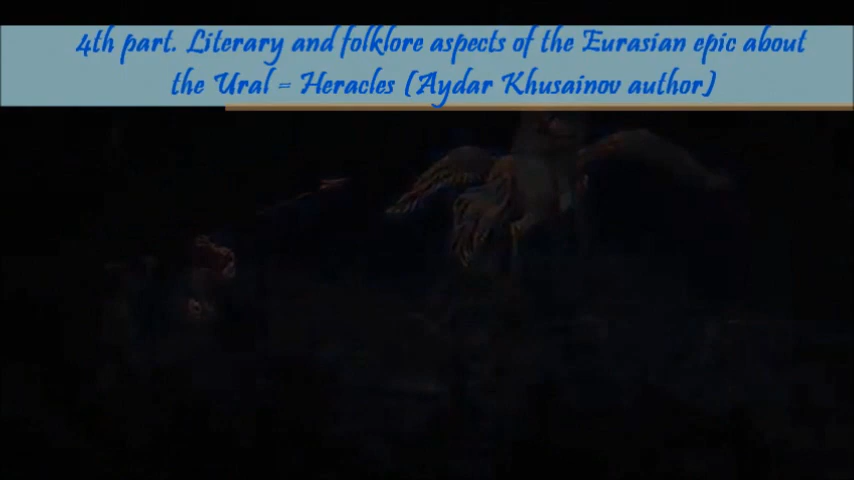 4th part. Literary and folklore aspects of the Eurasian epic about
the Ural = Heracles (Aydar Khusainov author)